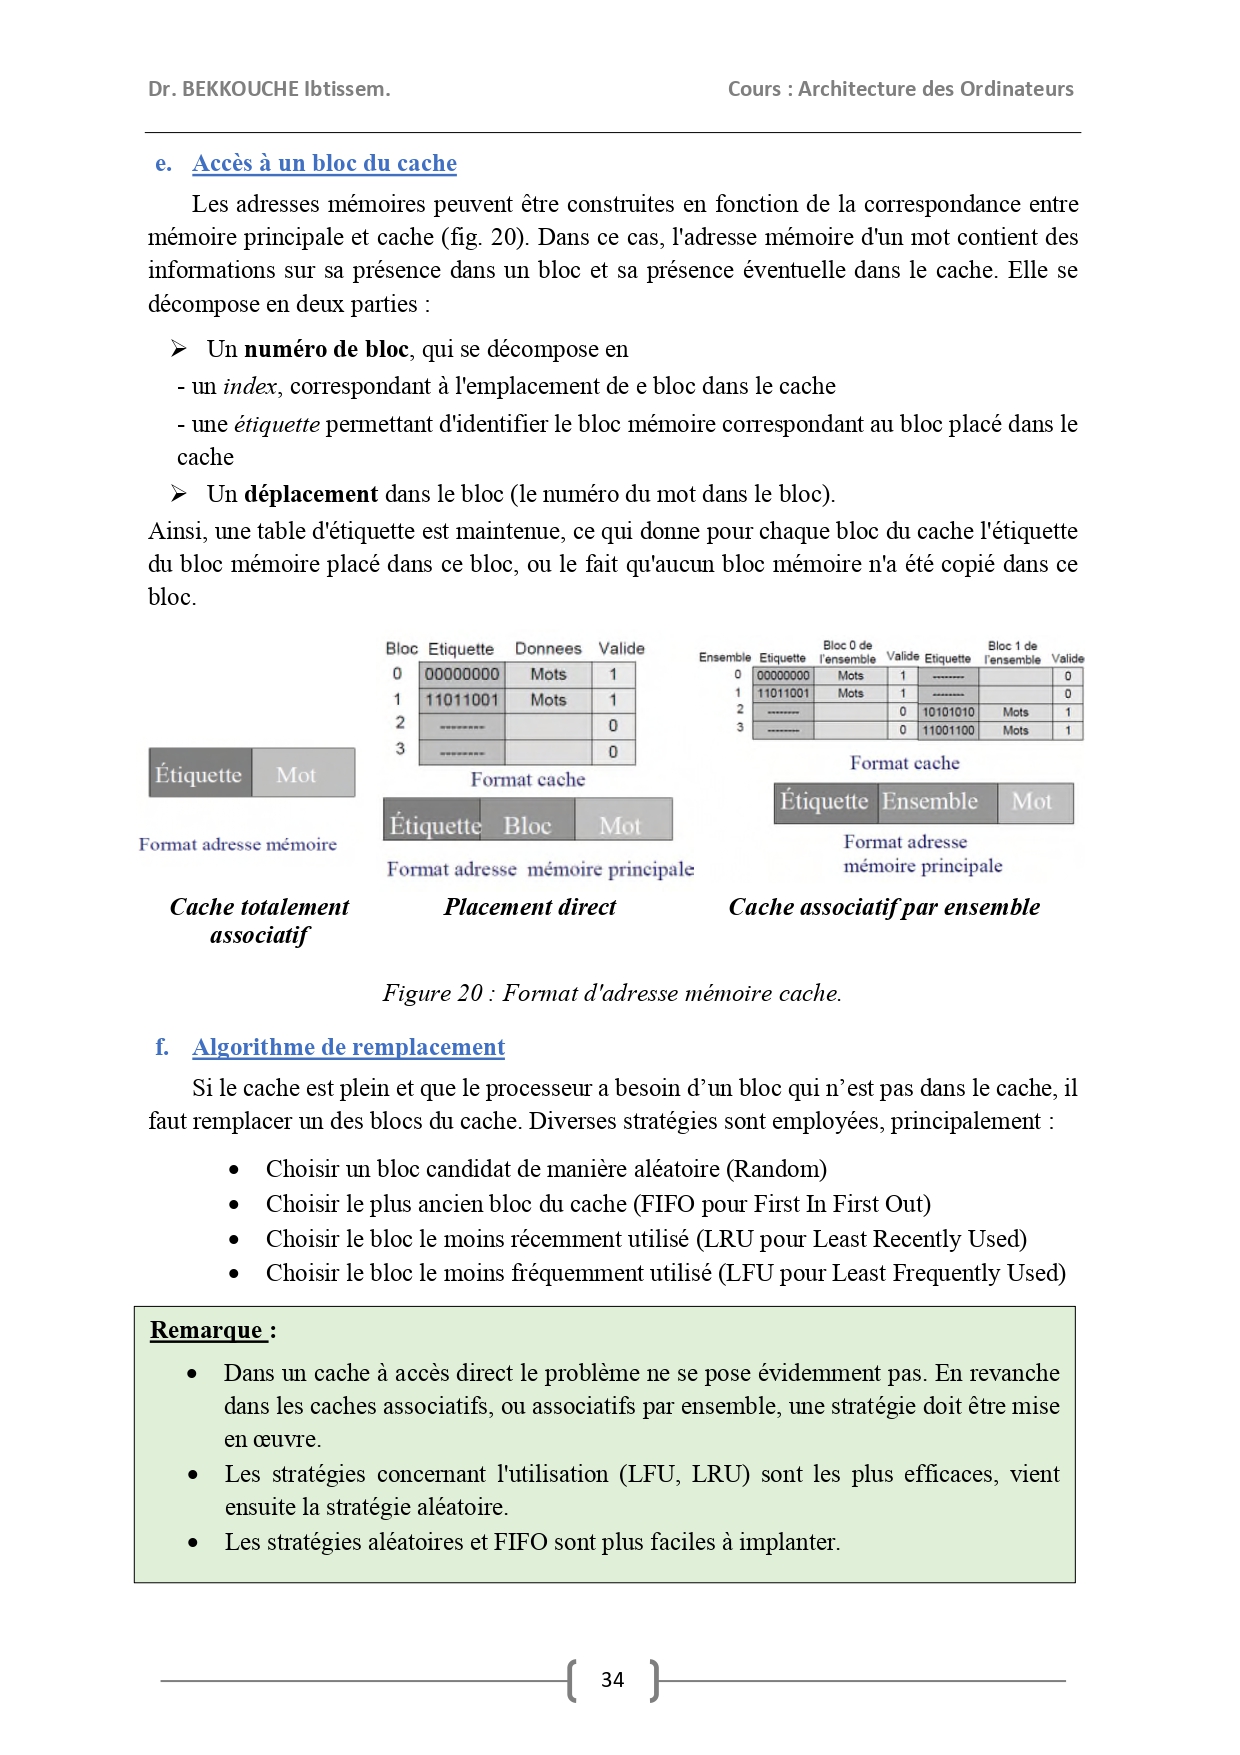 Dr. BEKKOUCHE Ibtissem. Cours : Architecture des Ordinateurs
e. Accès à un bloc du cache
Les adresses mémoires peuvent être construites en fonction de la correspondance entre
mémoire principale et cache (fig. 20). Dans ce cas, l'adresse mémoire d'un mot contient des
informations sur sa présence dans un bloc et sa présence éventuelle dans le cache. Elle se
décompose en deux parties :
➢ Un numéro de bloc, qui se décompose en
- un index, correspondant à l'emplacement de e bloc dans le cache
- une étiquette permettant d'identifier le bloc mémoire correspondant au bloc placé dans le
cache
➢ Un déplacement dans le bloc (le numéro du mot dans le bloc).
Ainsi, une table d'étiquette est maintenue, ce qui donne pour chaque bloc du cache l'étiquette
du bloc mémoire placé dans ce bloc, ou le fait qu'aucun bloc mémoire n'a été copié dans ce
bloc.
Étiquette Mot
Format adresse mémoire
Bloc Etiquette Donnees Valide
0 00000000 Mots 1
1 11011001 Mots 1
2 -------- 0
3 -------- 0
Format cache
Étiquette Bloc Mot
Format adresse mémoire principale
Bloc 0 de Bloc 1 de
Ensemble Etiquette l'ensemble Valide Etiquette l'ensemble Valide
0 00000000 Mots 1 -------- 0
1 11011001 Mots 1 -------- 0
2 -------- 0 10101010 Mots 1
3 -------- 0 11001100 Mots 1
Format cache
Étiquette Ensemble Mot
Format adresse
mémoire principale
Cache totalement
associatif
Placement direct
Cache associatif par ensemble
Figure 20 : Format d'adresse mémoire cache.
f. Algorithme de remplacement
Si le cache est plein et que le processeur a besoin d’un bloc qui n’est pas dans le cache, il
faut remplacer un des blocs du cache. Diverses stratégies sont employées, principalement :
• Choisir un bloc candidat de manière aléatoire (Random)
• Choisir le plus ancien bloc du cache (FIFO pour First In First Out)
• Choisir le bloc le moins récemment utilisé (LRU pour Least Recently Used)
• Choisir le bloc le moins fréquemment utilisé (LFU pour Least Frequently Used)
Remarque :
• Dans un cache à accès direct le problème ne se pose évidemment pas. En revanche
dans les caches associatifs, ou associatifs par ensemble, une stratégie doit être mise
en œuvre.
• Les stratégies concernant l'utilisation (LFU, LRU) sont les plus efficaces, vient
ensuite la stratégie aléatoire.
• Les stratégies aléatoires et FIFO sont plus faciles à implanter.
34